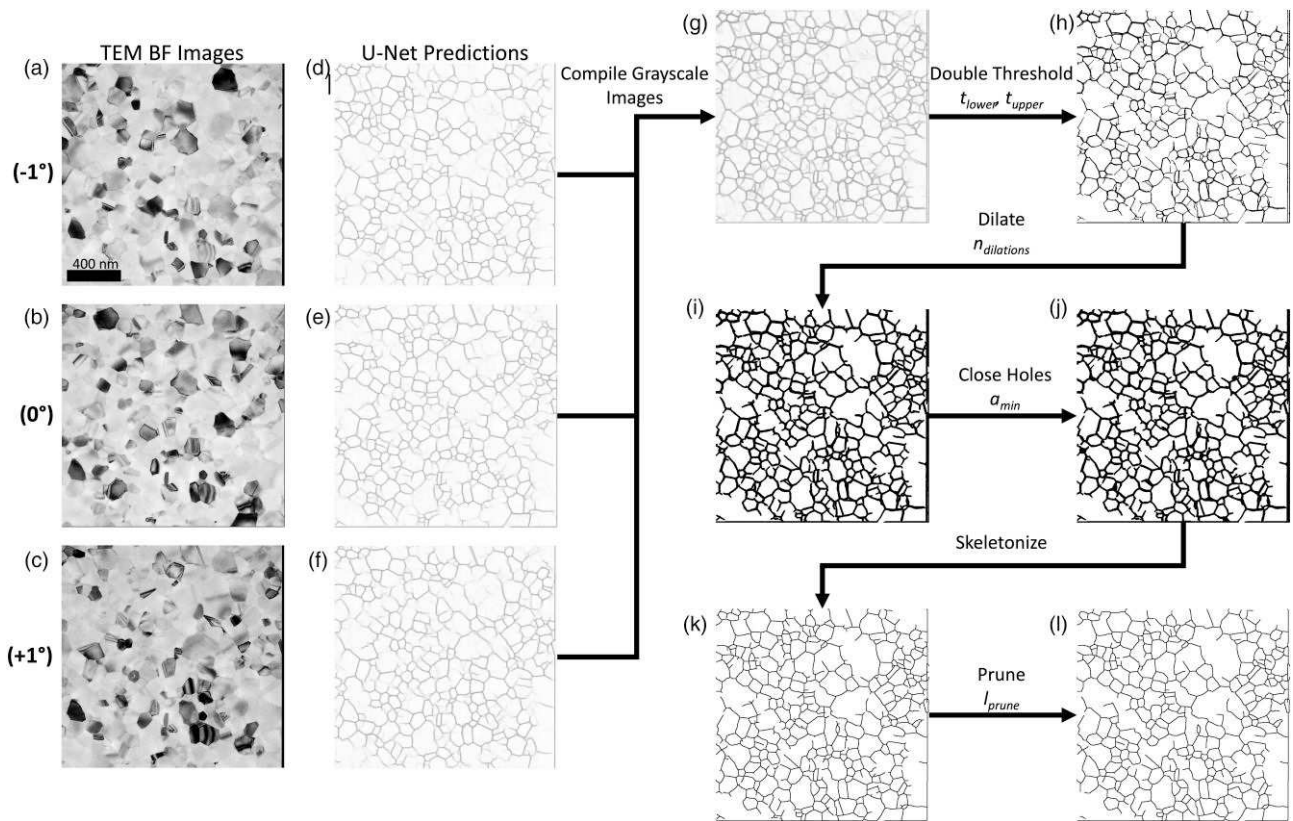 TEM BF Images
U-Net Predictions
(a)
(-1°)
400 nm
(b)
(0°)
(c)
(+1°)
(d)
(e)
(f)
Compile Grayscale
Images
(g)
Double Threshold
t_lower, t_upper
(h)
Dilate
n_dilations
(i)
Close Holes
a_min
(j)
Skeletonize
(k)
Prune
l_prune
(l)